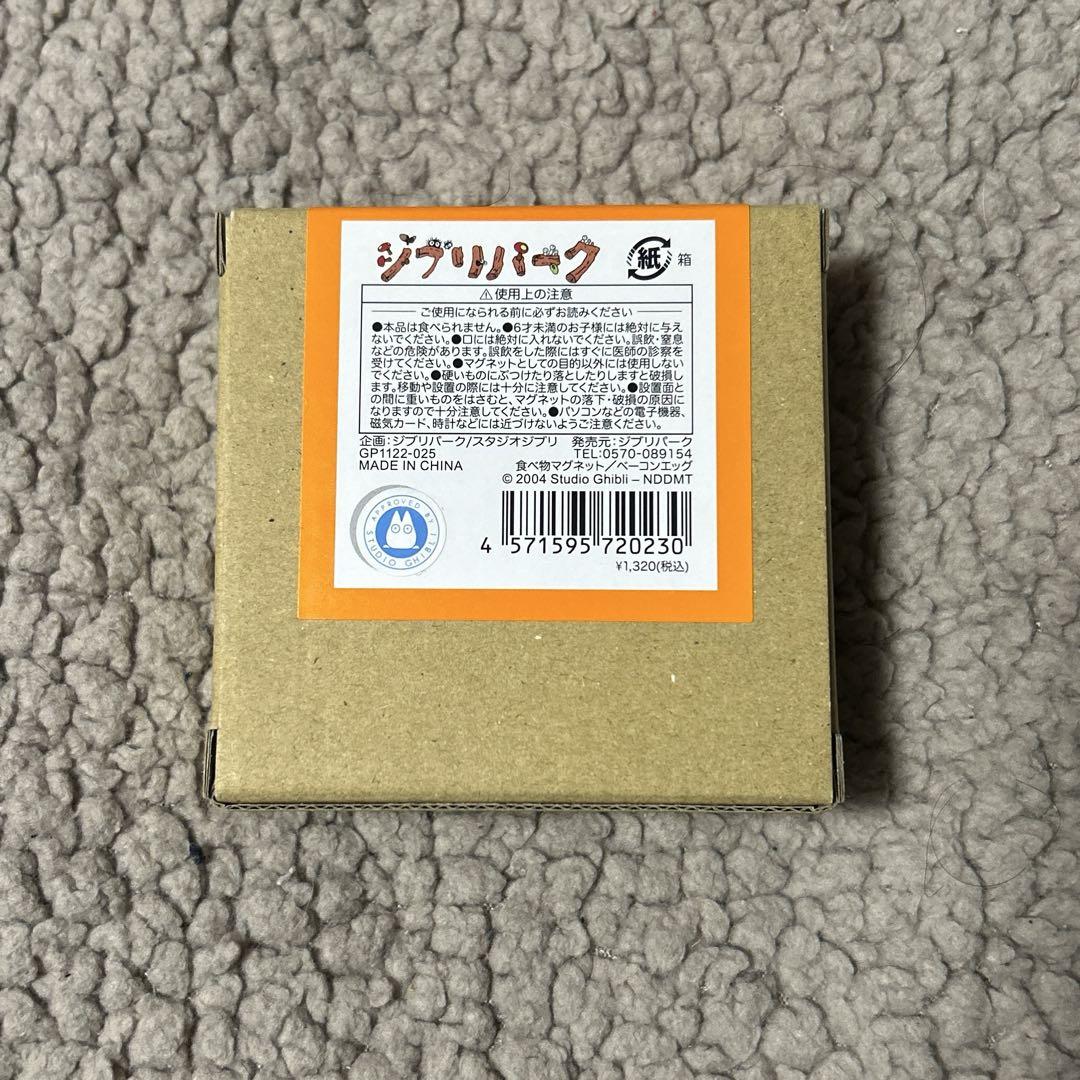 ジブリパーク 紙 箱
⚠使用上の注意
ご使用になられる前に必ずお読みください
●本品は食べられません。●6才未満のお子様には絶対に与え
ないでください。●口には絶対に入れないでください。誤飲・窒息
などの危険があります。誤飲をした際にはすぐに医師の診察を
受けてください。●マグネットとしての目的以外には使用しない
でください。●硬いものにぶつけたり落としたりしますと破損し
ます。移動や設置の際には十分に注意してください。●設置面と
の間に重いものをはさむと、マグネットの落下・破損の原因に
なりますので十分注意してください。●パソコンなどの電子機器、
磁気カード、時計などには近づけないようご注意ください。
企画:ジブリパーク/スタジオジブリ 発売元:ジブリパーク
GP1122-025 TEL:0570-089154
MADE IN CHINA 食べ物マグネット/ベーコンエッグ
© 2004 Studio Ghibli – NDDMT
APPROVED BY
STUDIO GHIBLI
4 571595 720230
¥1,320(税込)